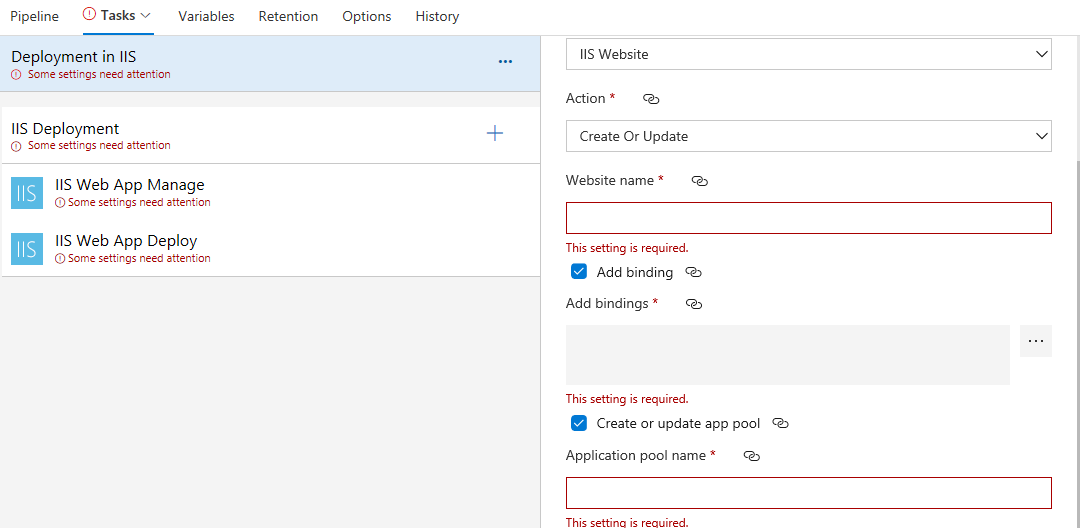 Pipeline Tasks Variables Retention Options History
Deployment in IIS
Some settings need attention
IIS Deployment
Some settings need attention
IIS IIS Web App Manage
Some settings need attention
IIS IIS Web App Deploy
Some settings need attention
IIS Website
Action *
Create Or Update
Website name *
This setting is required.
Add binding
Add bindings *
...
This setting is required.
Create or update app pool
Application pool name *
This setting is required.